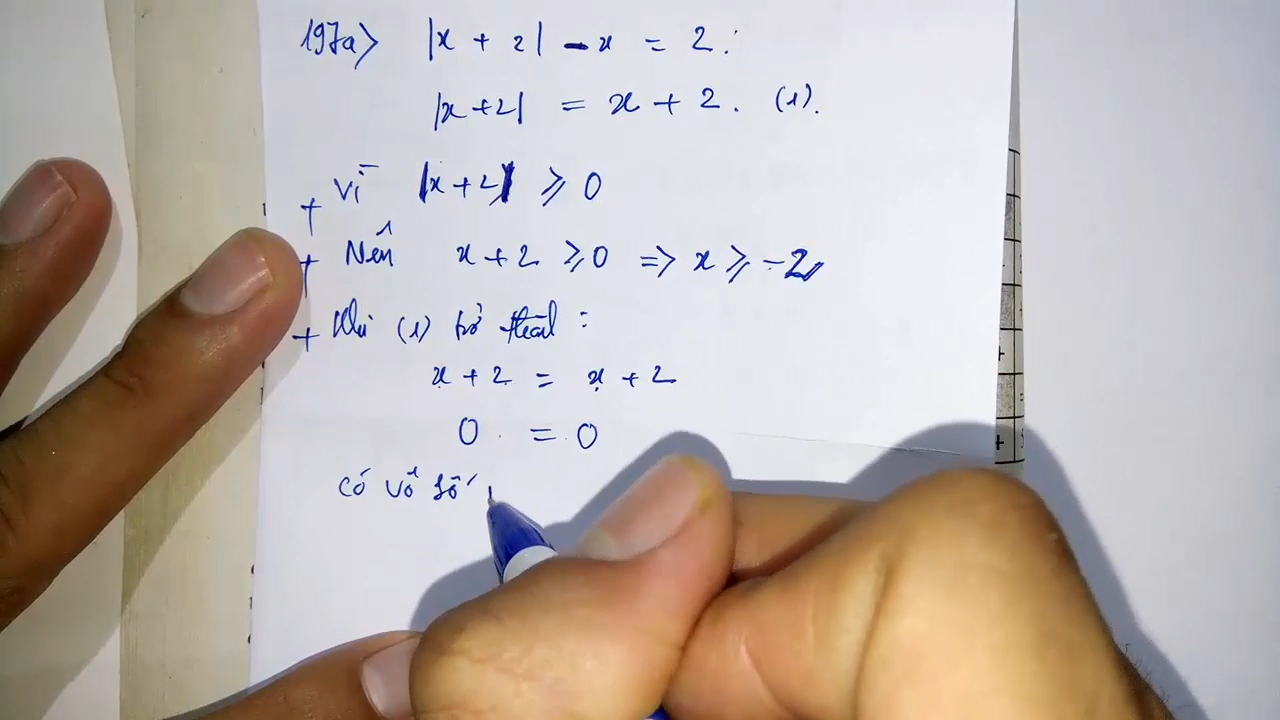 197a> |x + 2| - x = 2 :
|x+2| = x + 2. (1).
+ Vì |x+2| ≥ 0
+ Nên x + 2 ≥ 0 => x ≥ -2
+ Khi (1) trở thành :
x + 2 = x + 2
0 = 0
có vô số